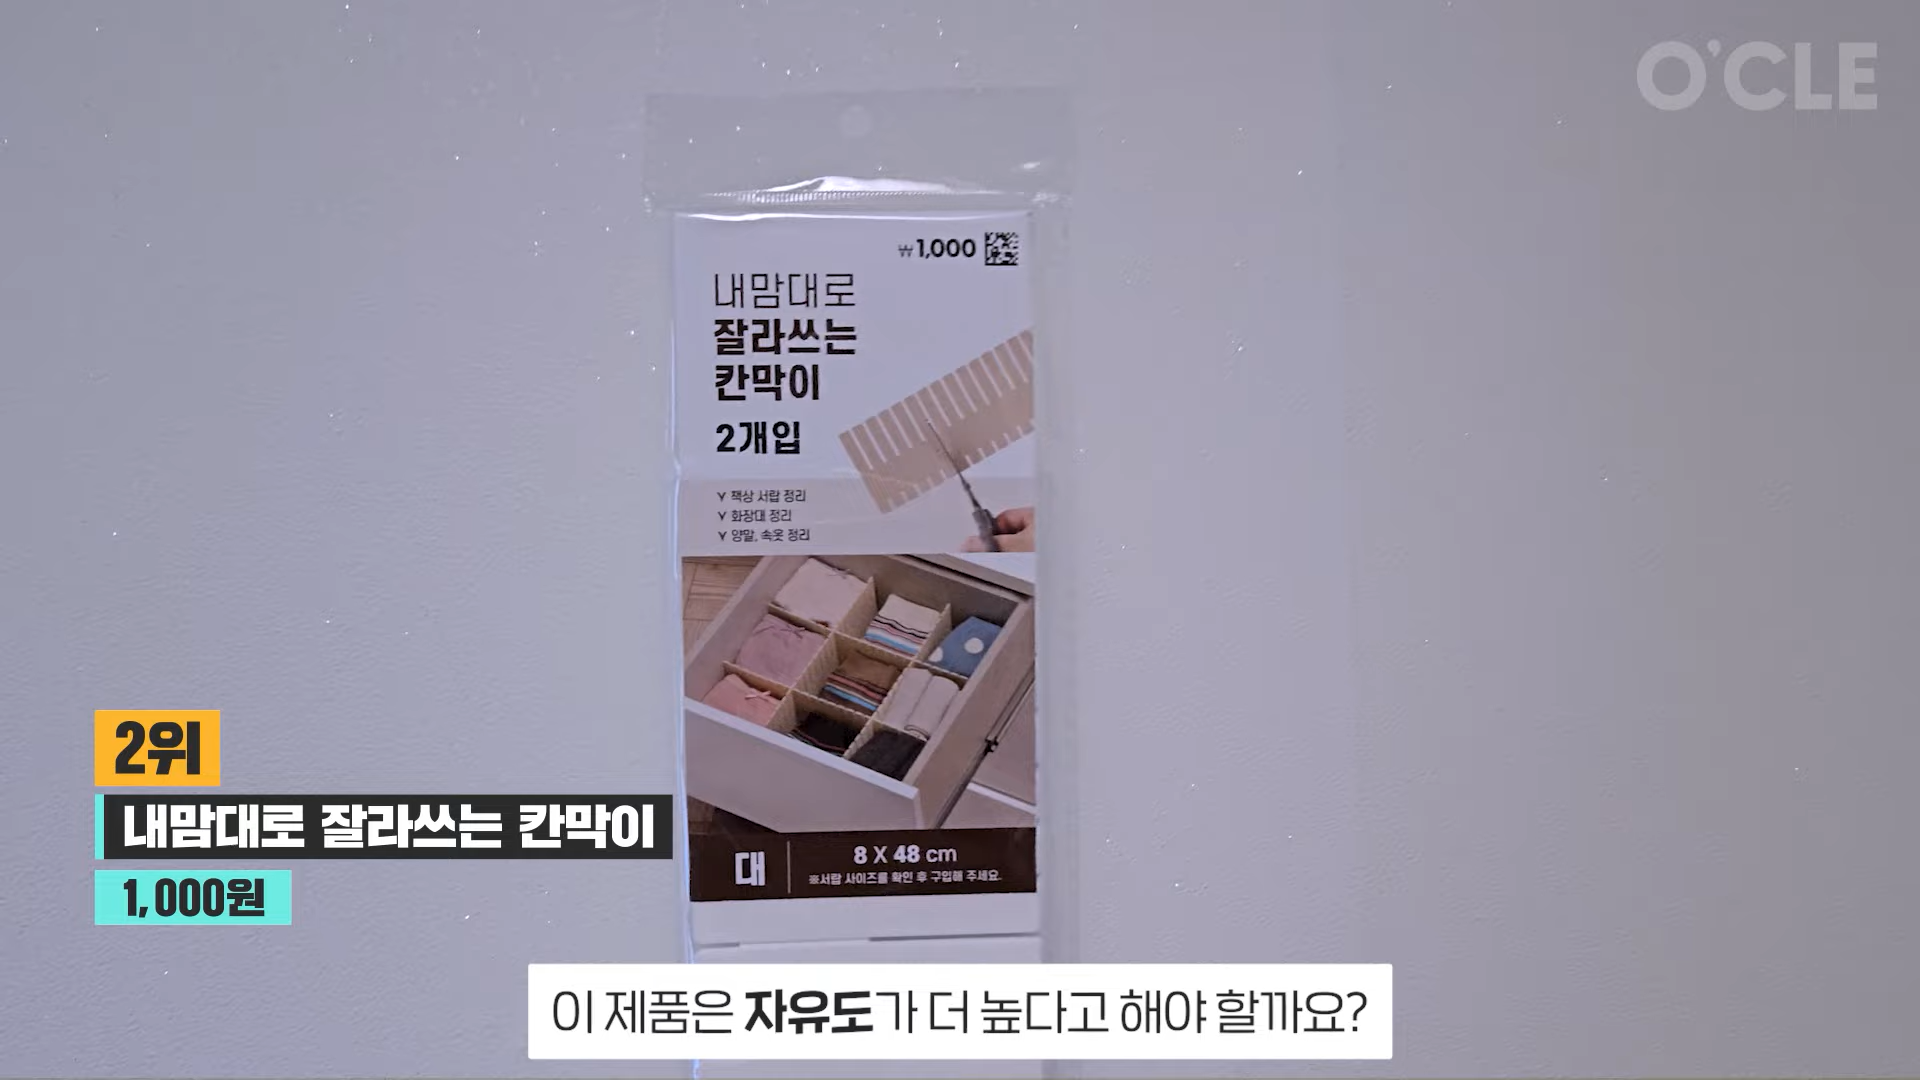 O'CLE
₩1,000
내맘대로
잘라쓰는
칸막이
2개입
∨ 책상 서랍 정리
∨ 화장대 정리
∨ 양말, 속옷 정리
대
8 X 48 cm
※서랍 사이즈를 확인 후 구입해 주세요.
2위
내맘대로 잘라쓰는 칸막이
1,000원
이 제품은 자유도가 더 높다고 해야 할까요?